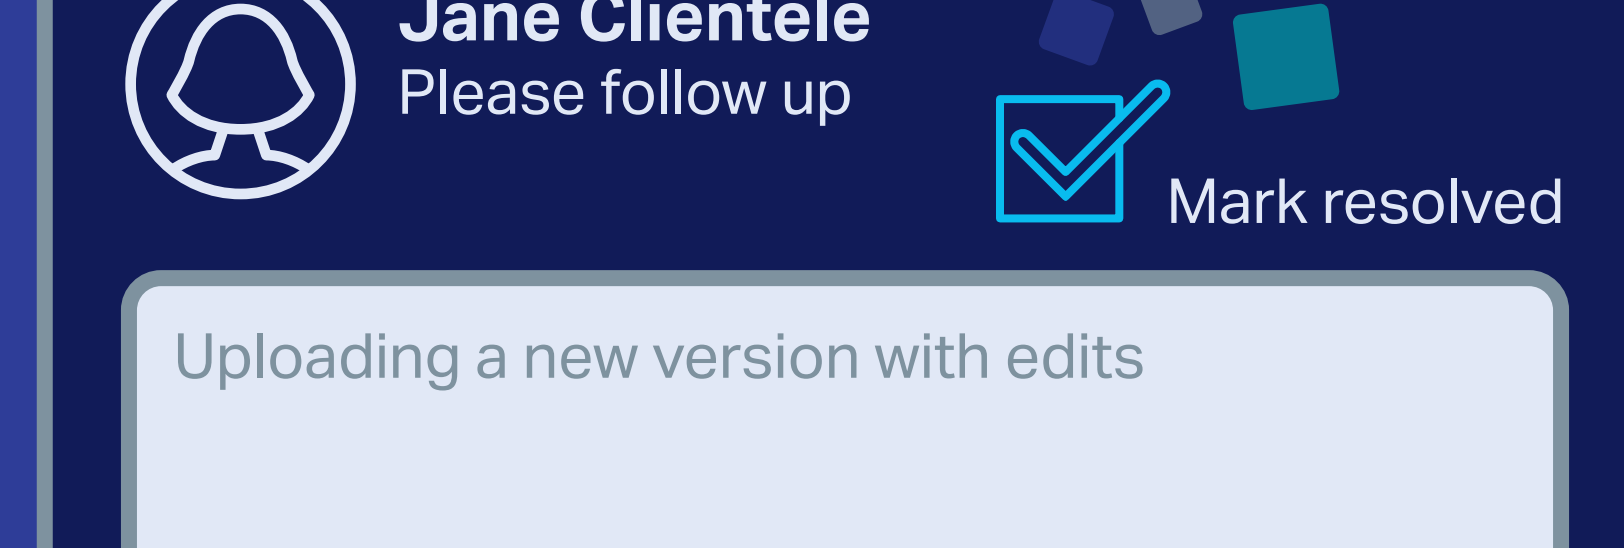 Jane Clientele
Please follow up
Mark resolved
Uploading a new version with edits